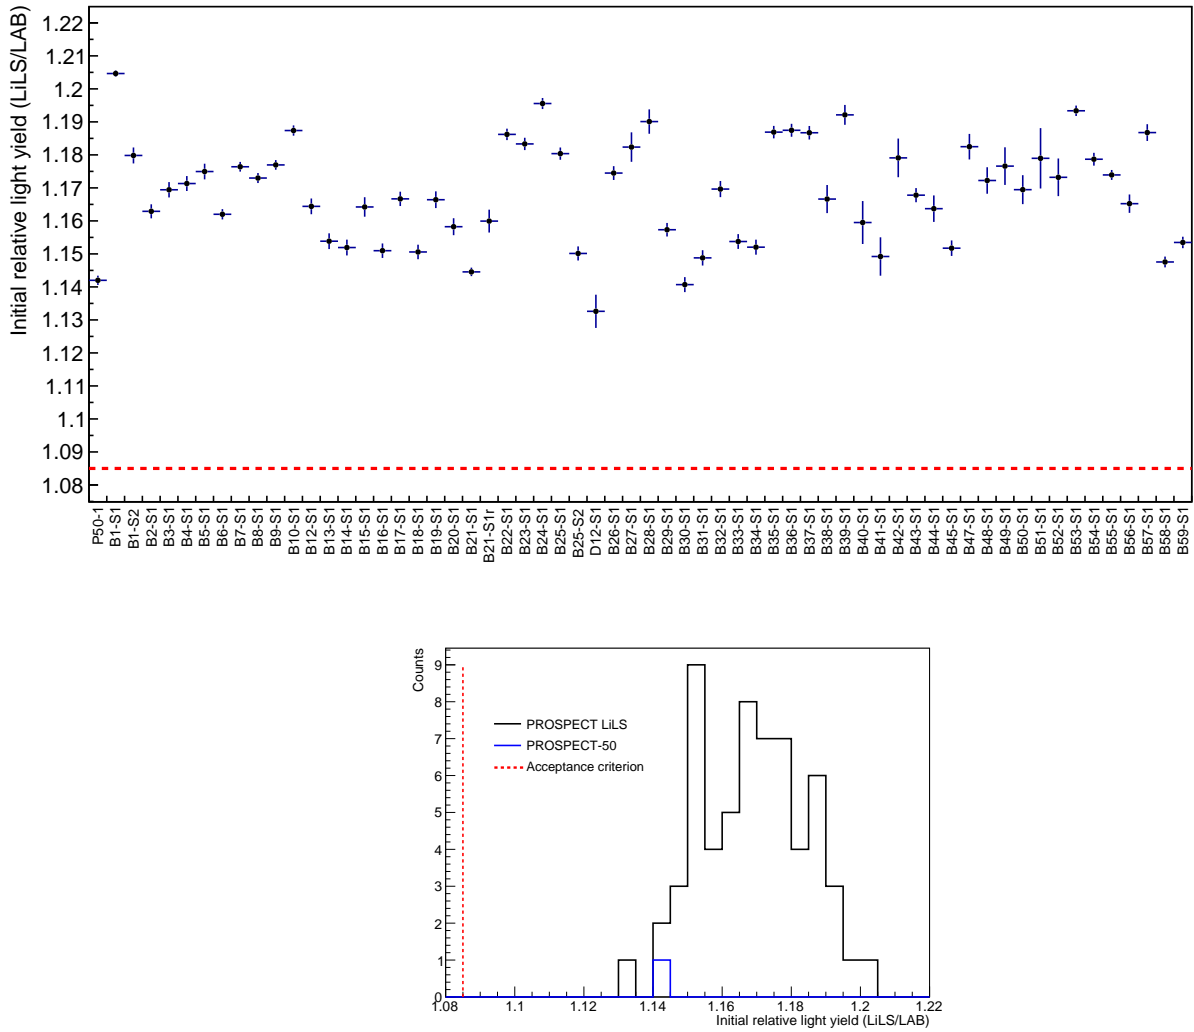 Initial relative light yield (LiLS/LAB)
1.22
1.21
1.2
1.19
1.18
1.17
1.16
1.15
1.14
1.13
1.12
1.11
1.1
1.09
1.08
P50-1
B1-S1
B1-S2
B2-S1
B3-S1
B4-S1
B5-S1
B6-S1
B7-S1
B8-S1
B9-S1
B10-S1
B12-S1
B13-S1
B14-S1
B15-S1
B16-S1
B17-S1
B18-S1
B19-S1
B20-S1
B21-S1
B21-S1r
B22-S1
B23-S1
B24-S1
B25-S1
B25-S2
D12-S1
B26-S1
B27-S1
B28-S1
B29-S1
B30-S1
B31-S1
B32-S1
B33-S1
B34-S1
B35-S1
B36-S1
B37-S1
B38-S1
B39-S1
B40-S1
B41-S1
B42-S1
B43-S1
B44-S1
B45-S1
B47-S1
B48-S1
B49-S1
B50-S1
B51-S1
B52-S1
B53-S1
B54-S1
B55-S1
B56-S1
B57-S1
B58-S1
B59-S1
Counts
9
8
7
6
5
4
3
2
1
0
PROSPECT LiLS
PROSPECT-50
Acceptance criterion
1.08 1.1 1.12 1.14 1.16 1.18 1.2 1.22
Initial relative light yield (LiLS/LAB)